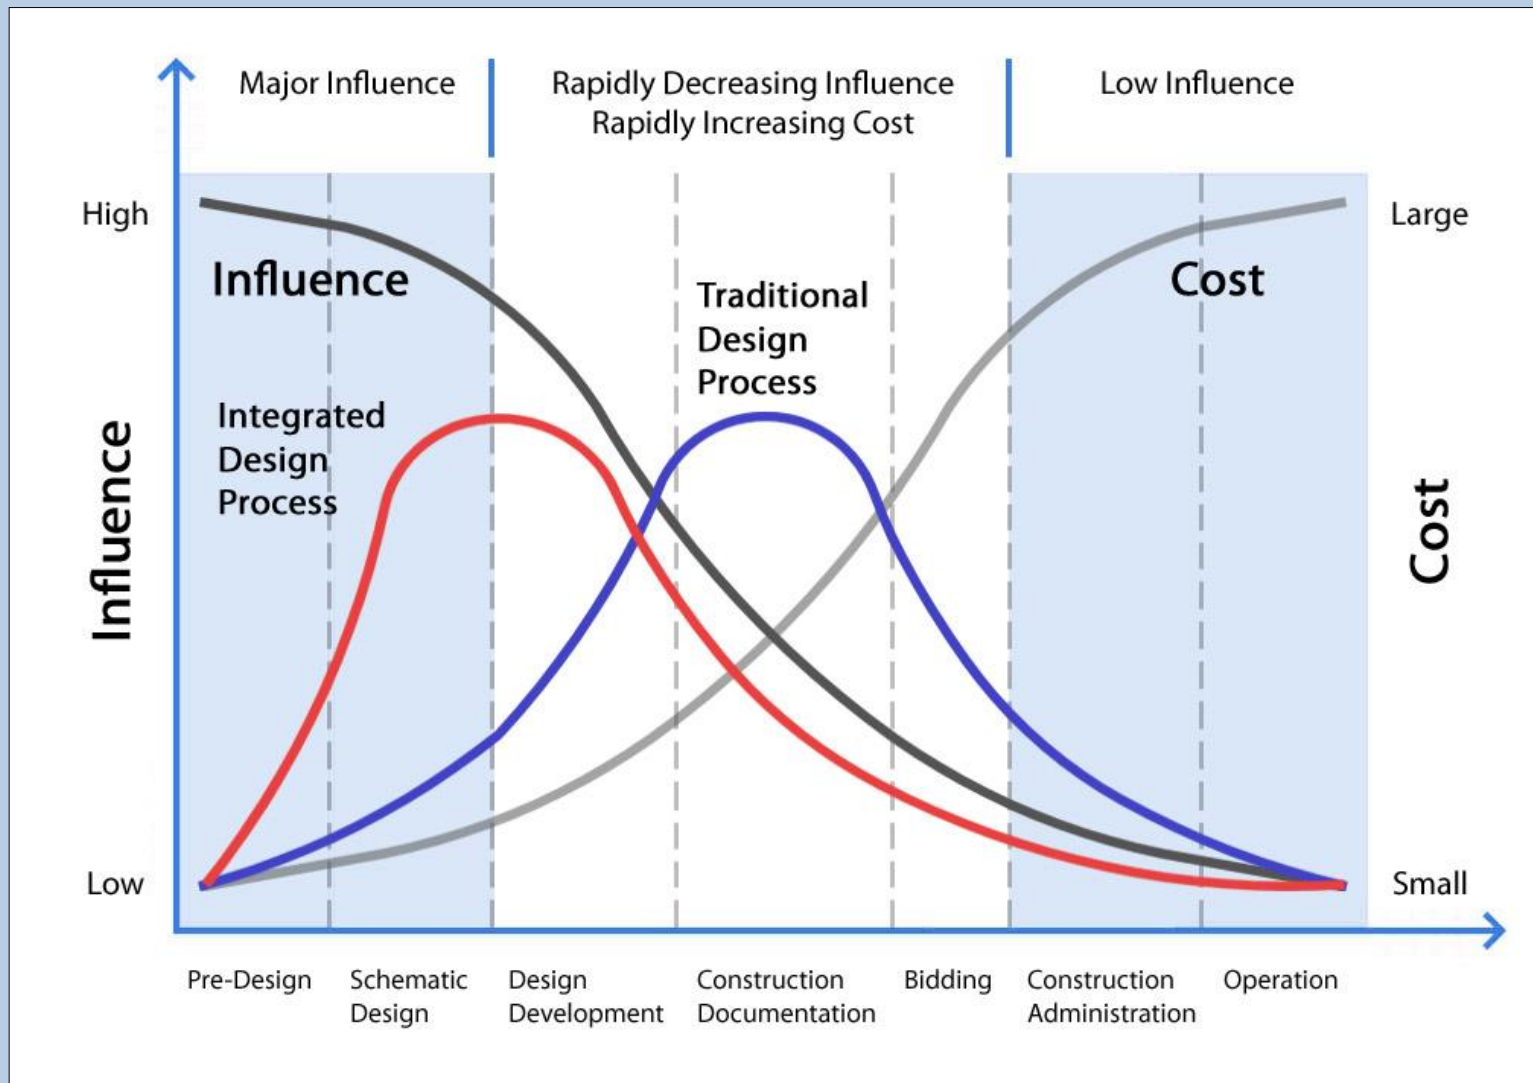 Major Influence
Rapidly Decreasing Influence
Rapidly Increasing Cost
Low Influence
High
Large
Influence
Cost
Traditional
Design
Process
Integrated
Design
Process
Influence
Cost
Low
Small
Pre-Design
Schematic
Design
Design
Development
Construction
Documentation
Bidding
Construction
Administration
Operation